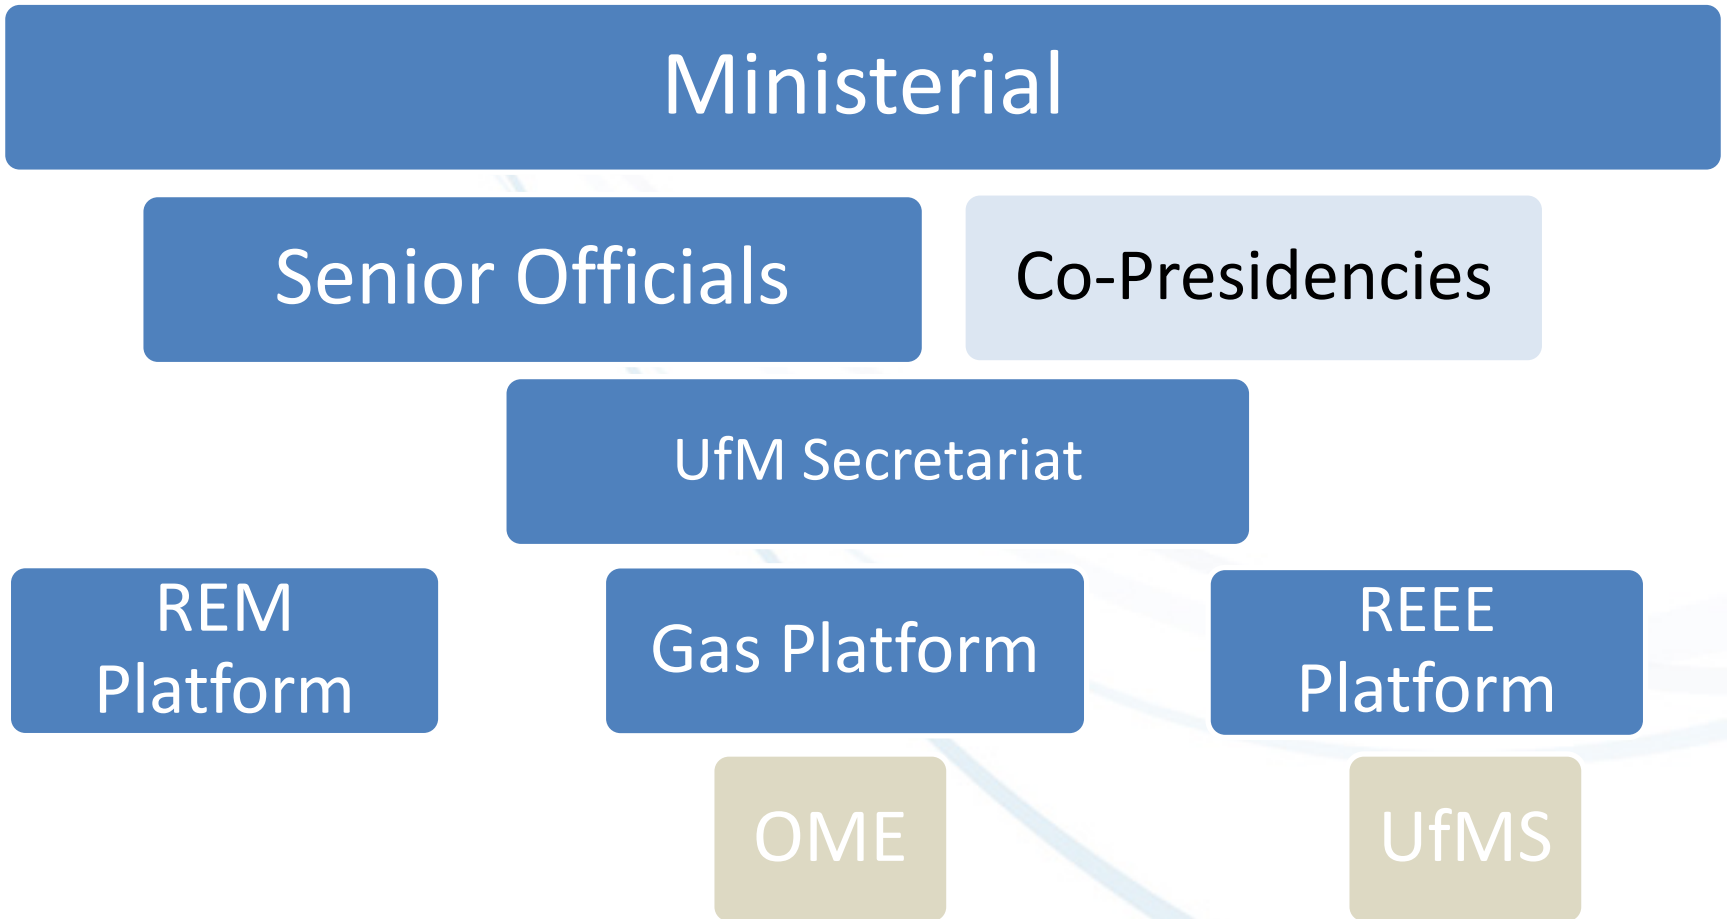 Ministerial
Senior Officials
Co-Presidencies
UfM Secretariat
REM
Platform
Gas Platform
REEE
Platform
OME
UfMS